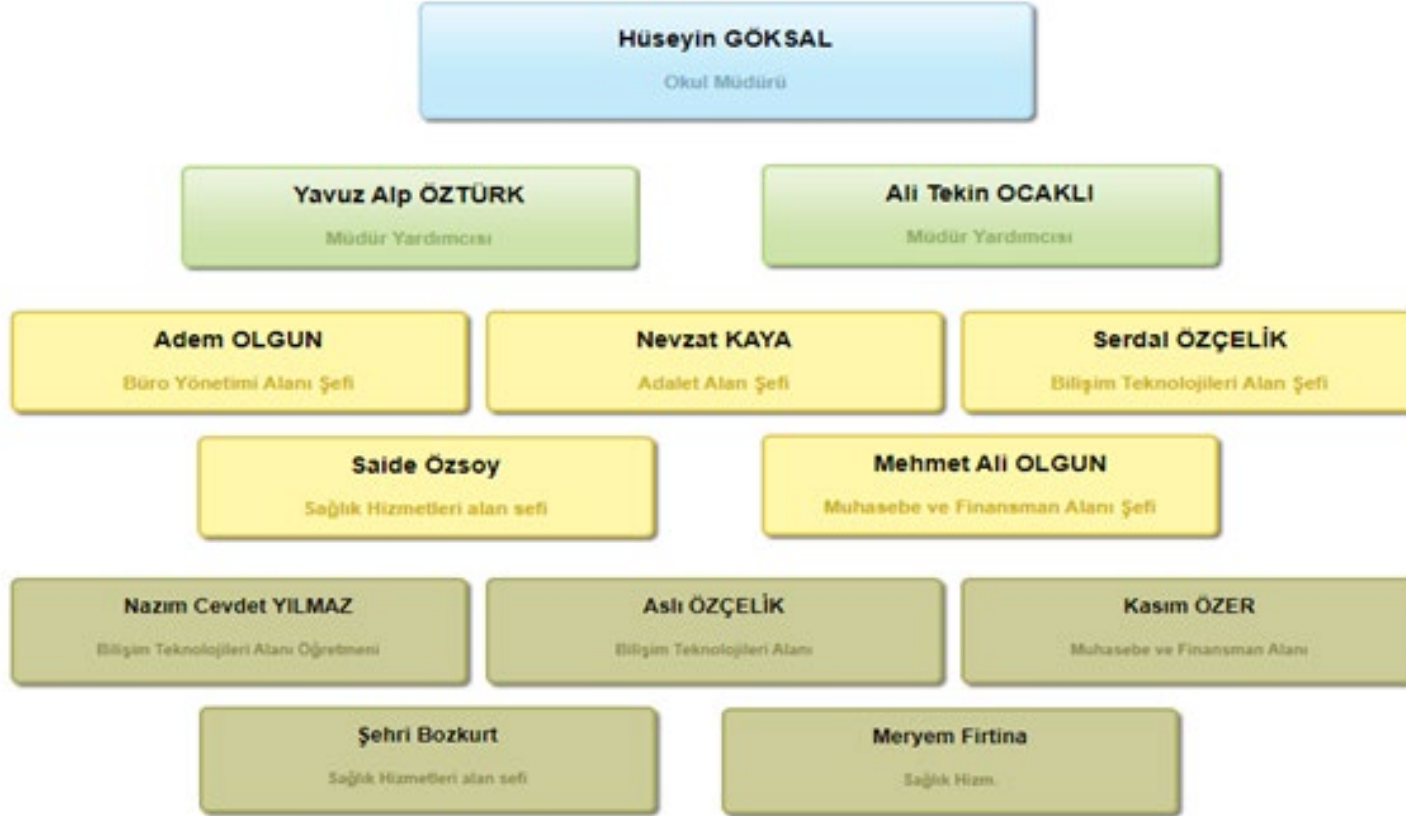 Hüseyin GÖKSAL
Okul Müdürü
Yavuz Alp ÖZTÜRK
Müdür Yardımcısı
Ali Tekin OCAKLI
Müdür Yardımcısı
Adem OLGUN
Büro Yönetimi Alanı Şefi
Nevzat KAYA
Adalet Alan Şefi
Serdal ÖZÇELİK
Bilişim Teknolojileri Alan Şefi
Saide Özsoy
Sağlık Hizmetleri alan sefi
Mehmet Ali OLGUN
Muhasebe ve Finansman Alanı Şefi
Nazım Cevdet YILMAZ
Bilişim Teknolojileri Alanı Öğretmeni
Aslı ÖZÇELİK
Bilişim Teknolojileri Alanı
Kasım ÖZER
Muhasebe ve Finansman Alanı
Şehri Bozkurt
Sağlık Hizmetleri alan sefi
Meryem Firtina
Sağlık Hizm.